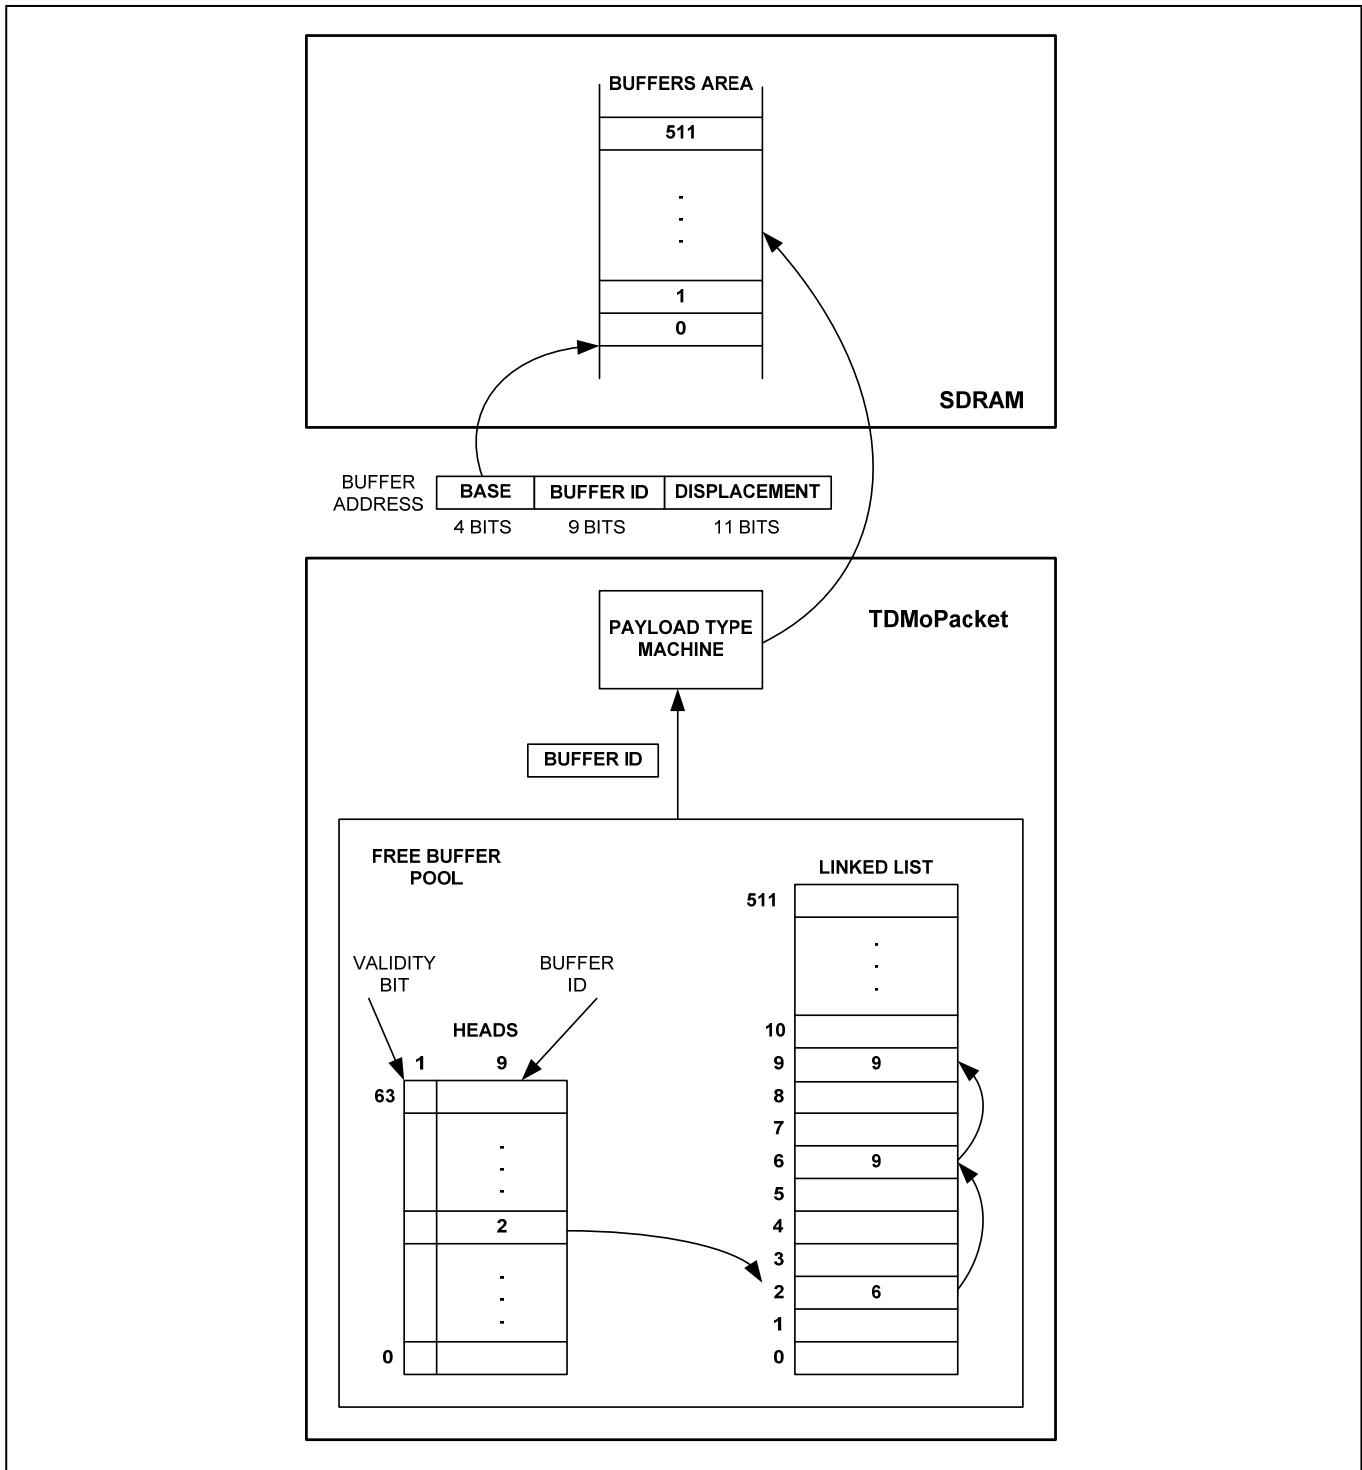 BUFFERS AREA
511
.
.
.
1
0
SDRAM
BUFFER
ADDRESS
BASE BUFFER ID DISPLACEMENT
4 BITS 9 BITS 11 BITS
TDMoPacket
PAYLOAD TYPE
MACHINE
BUFFER ID
FREE BUFFER
POOL
VALIDITY
BIT
BUFFER
ID
HEADS
1 9
63
.
.
.
2
.
.
.
0
LINKED LIST
511
.
.
.
10
9 9
8
7
6 9
5
4
3
2 6
1
0